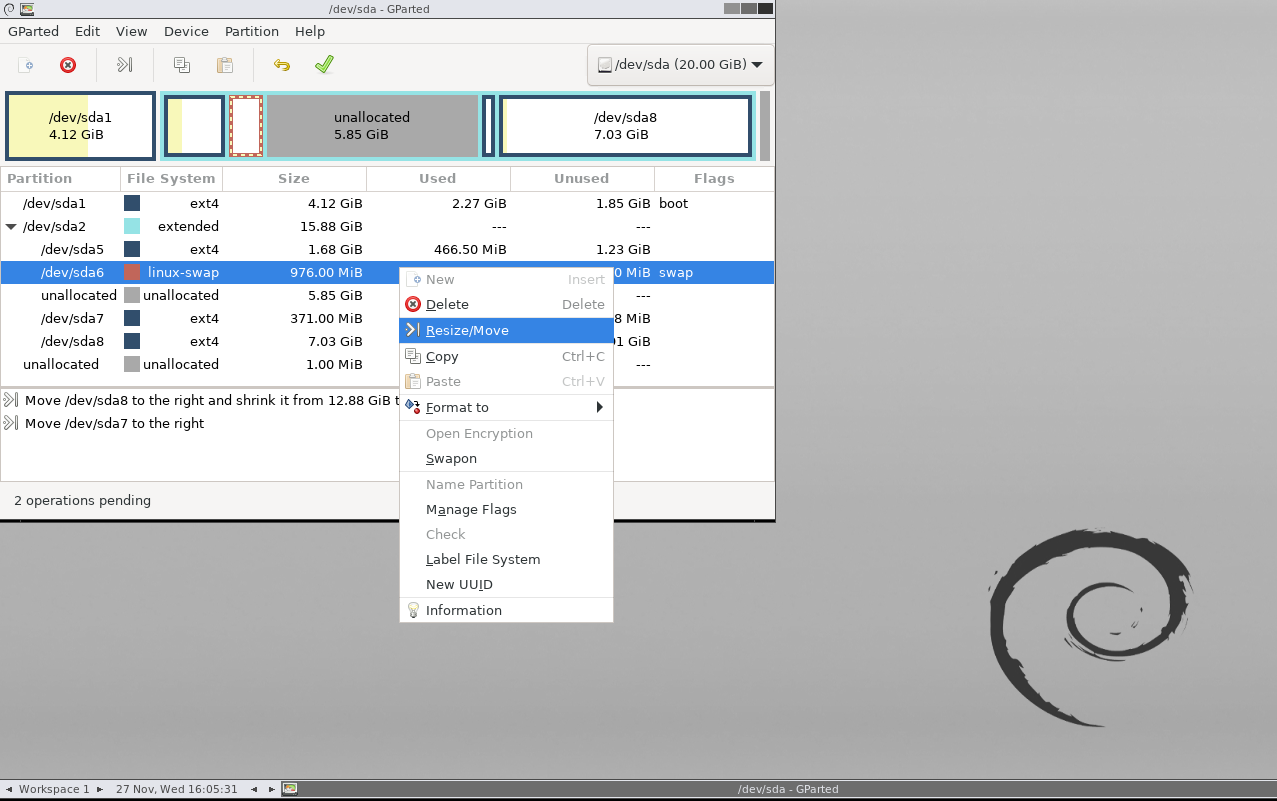 /dev/sda - GParted
GParted Edit View Device Partition Help
/dev/sda (20.00 GiB)
/dev/sda1
4.12 GiB
unallocated
5.85 GiB
/dev/sda8
7.03 GiB
Partition File System Size Used Unused Flags
/dev/sda1 ext4 4.12 GiB 2.27 GiB 1.85 GiB boot
/dev/sda2 extended 15.88 GiB --- ---
/dev/sda5 ext4 1.68 GiB 466.50 MiB 1.23 GiB
/dev/sda6 linux-swap 976.00 MiB 0 MiB swap
unallocated unallocated 5.85 GiB ---
/dev/sda7 ext4 371.00 MiB 8 MiB
/dev/sda8 ext4 7.03 GiB 1 GiB
unallocated unallocated 1.00 MiB ---
New Insert
Delete Delete
Resize/Move
Copy Ctrl+C
Paste Ctrl+V
Format to
Open Encryption
Swapon
Name Partition
Manage Flags
Check
Label File System
New UUID
Information
Move /dev/sda8 to the right and shrink it from 12.88 GiB t
Move /dev/sda7 to the right
2 operations pending
Workspace 1 27 Nov, Wed 16:05:31 /dev/sda - GParted